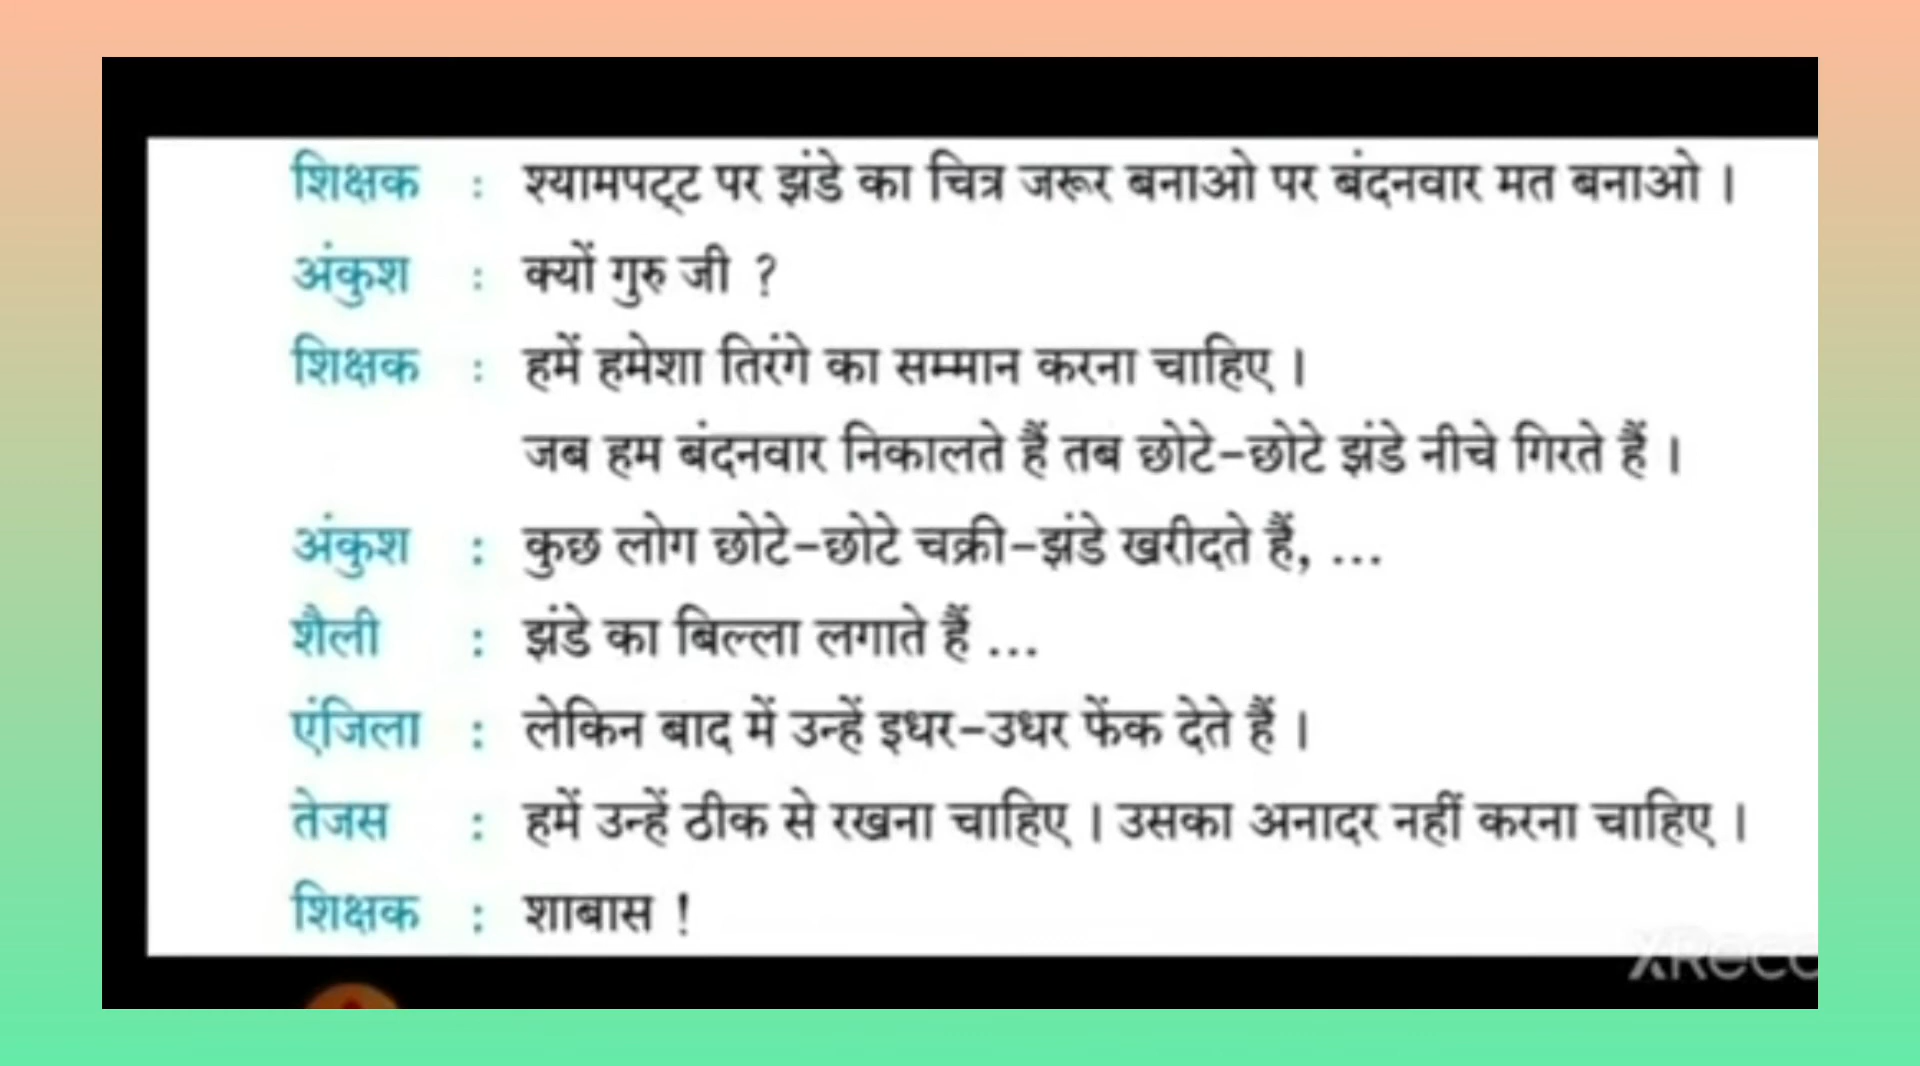 शिक्षक : श्यामपट्ट पर झंडे का चित्र जरूर बनाओ पर बंदनवार मत बनाओ ।
अंकुश : क्यों गुरु जी ?
शिक्षक : हमें हमेशा तिरंगे का सम्मान करना चाहिए ।
जब हम बंदनवार निकालते हैं तब छोटे-छोटे झंडे नीचे गिरते हैं ।
अंकुश : कुछ लोग छोटे-छोटे चक्री-झंडे खरीदते हैं, ...
शैली : झंडे का बिल्ला लगाते हैं ...
एंजिला : लेकिन बाद में उन्हें इधर-उधर फेंक देते हैं ।
तेजस : हमें उन्हें ठीक से रखना चाहिए । उसका अनादर नहीं करना चाहिए ।
शिक्षक : शाबास !
XRecc